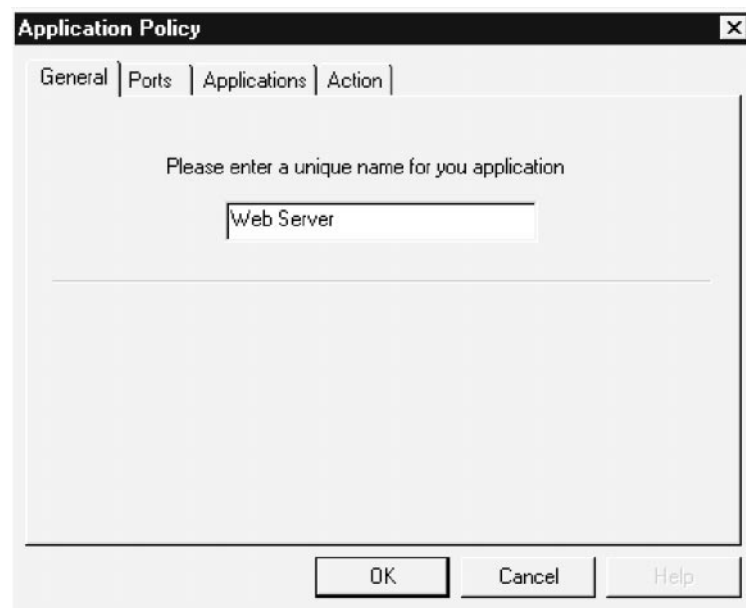 Application Policy
General Ports Applications Action
Please enter a unique name for you application
Web Server
OK Cancel Help